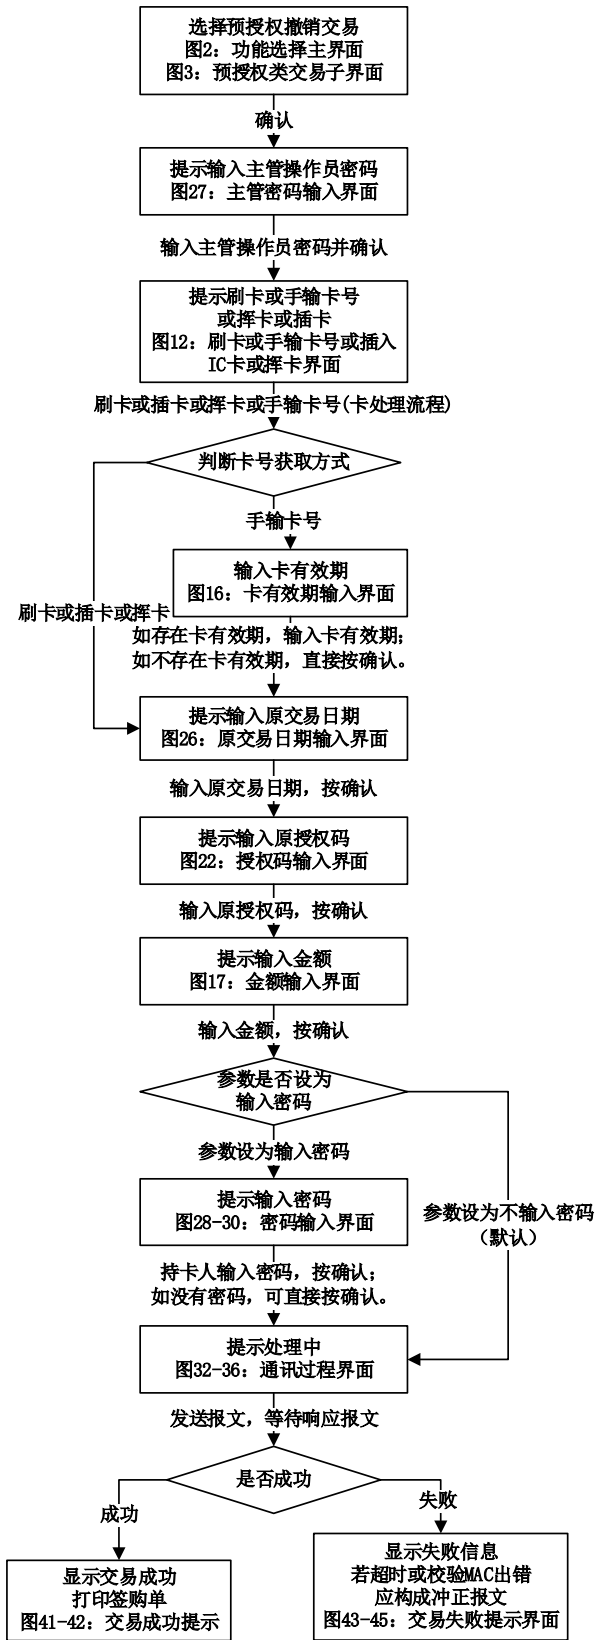 选择预授权撤销交易
图2：功能选择主界面
图3：预授权类交易子界面
确认
提示输入主管操作员密码
图27：主管密码输入界面
输入主管操作员密码并确认
提示刷卡或手输卡号
或挥卡或插卡
图12：刷卡或手输卡号或插入
IC卡或挥卡界面
刷卡或插卡或挥卡或手输卡号(卡处理流程)
判断卡号获取方式
手输卡号
输入卡有效期
图16：卡有效期输入界面
刷卡或插卡或挥卡
如存在卡有效期，输入卡有效期；
如不存在卡有效期，直接按确认。
提示输入原交易日期
图26：原交易日期输入界面
输入原交易日期，按确认
提示输入原授权码
图22：授权码输入界面
输入原授权码，按确认
提示输入金额
图17：金额输入界面
输入金额，按确认
参数是否设为
输入密码
参数设为输入密码
提示输入密码
图28-30：密码输入界面
参数设为不输入密码
（默认）
持卡人输入密码，按确认；
如没有密码，可直接按确认。
提示处理中
图32-36：通讯过程界面
发送报文，等待响应报文
是否成功
成功
失败
显示交易成功
打印签购单
图41-42：交易成功提示
显示失败信息
若超时或校验MAC出错
应构成冲正报文
图43-45：交易失败提示界面